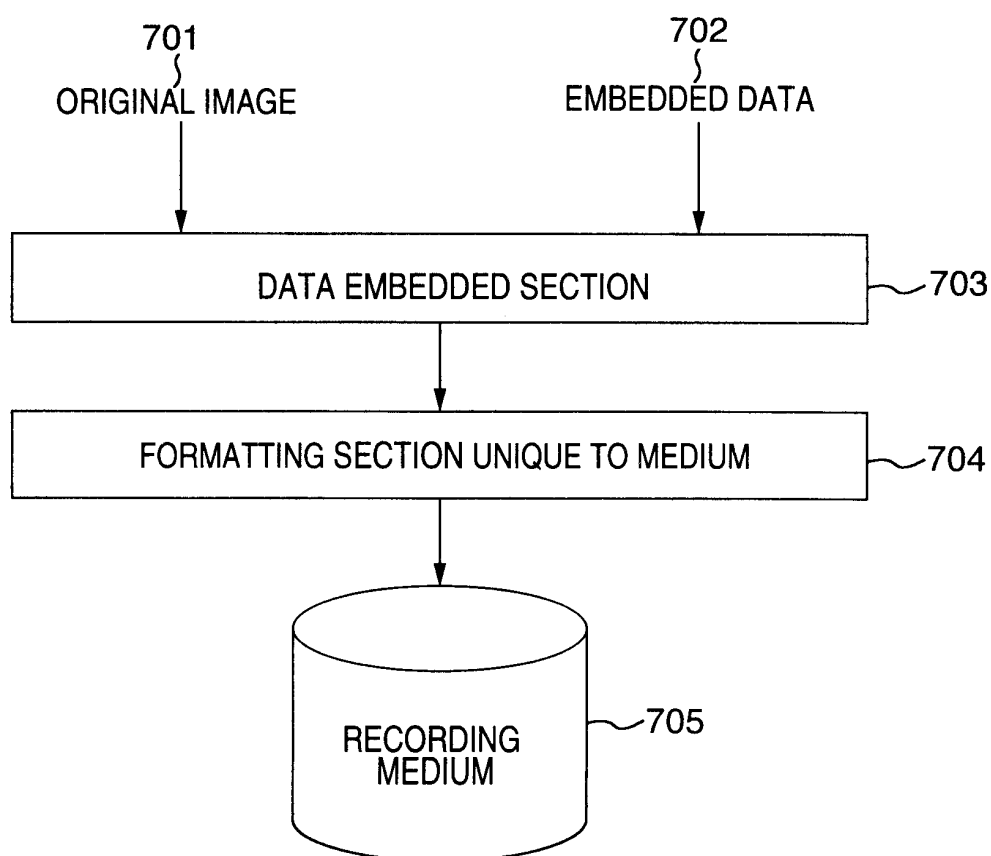 701
702
ORIGINAL IMAGE
EMBEDDED DATA
DATA EMBEDDED SECTION
703
FORMATTING SECTION UNIQUE TO MEDIUM
704
RECORDING
MEDIUM
705